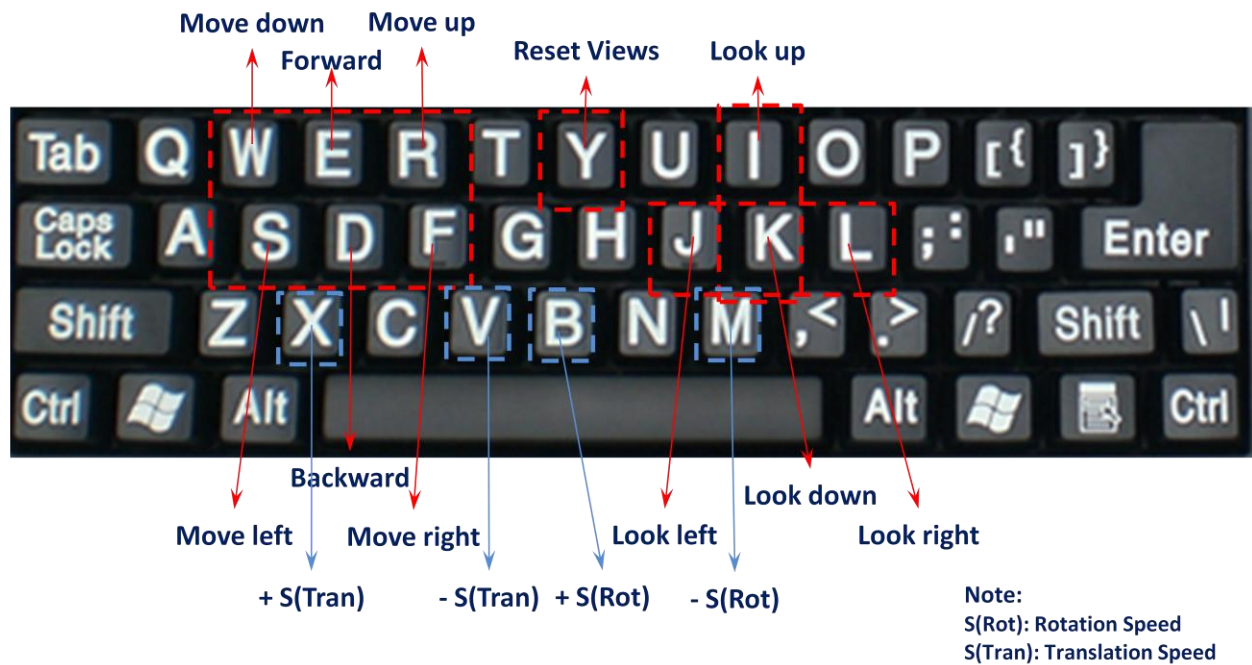 Move down
Move up
Forward
Reset Views
Look up
Tab Q W E R T Y U I O P [ { ] }
Caps Lock A S D F G H J K L ; : ' " Enter
Shift Z X C V B N M , < . > / ? Shift \ |
Ctrl Alt Alt Ctrl
Backward
Look down
Move left
Move right
Look left
Look right
+ S(Tran)
- S(Tran)
+ S(Rot)
- S(Rot)
Note:
S(Rot): Rotation Speed
S(Tran): Translation Speed